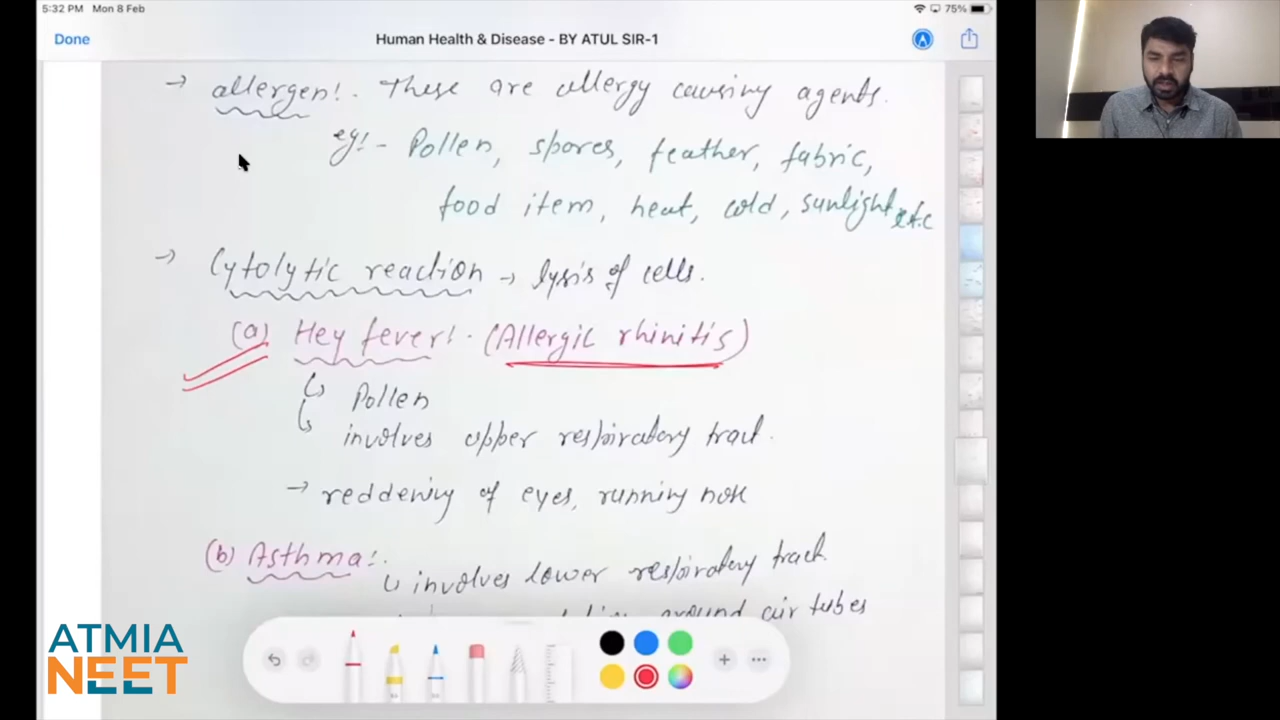 5:32 PM Mon 8 Feb
75%
Done
Human Health & Disease - BY ATUL SIR-1
→ allergen!. These are allergy causing agents.
eg! - Pollen, spores, feather, fabric,
food item, heat, cold, sunlight etc
→ Cytolytic reaction → lysis of cells.
(a) Hey fever!. (Allergic rhinitis)
Pollen
involves upper respiratory tract.
→ reddening of eyes, running nose
(b) Asthma!.
involves lower respiratory track.
around air tubes
ATMIA
NEET